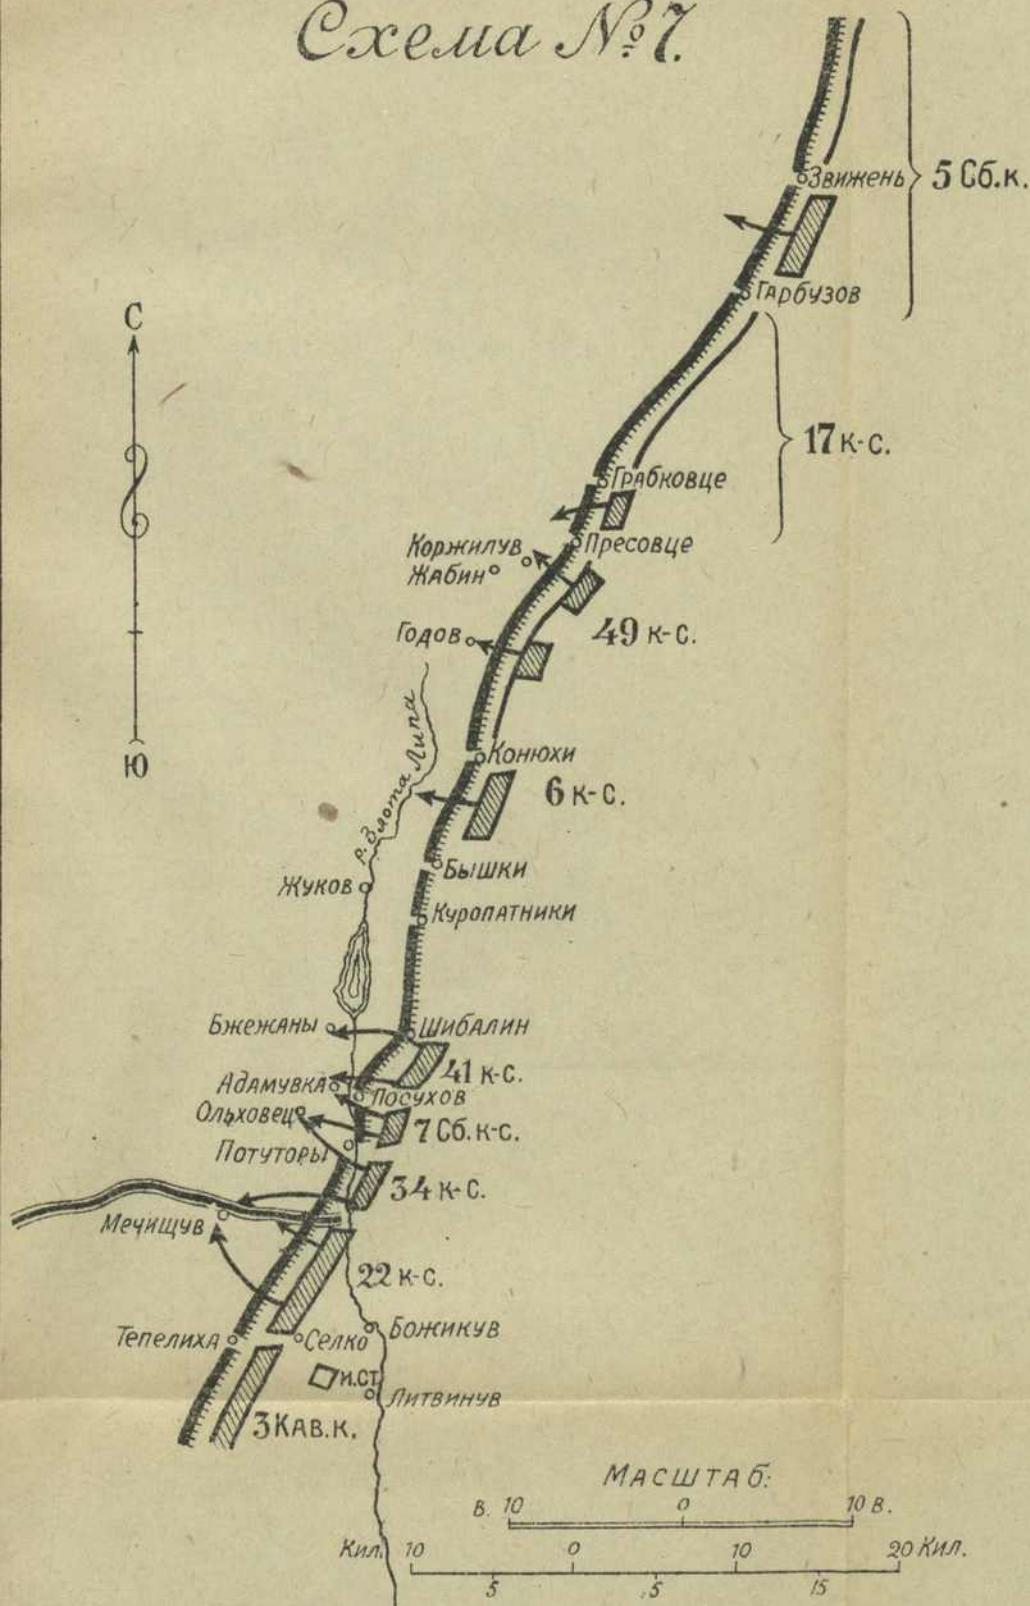 Схема № 7.
Звижень
5 Сб.к.
Гарбузов
С
17 к-с.
Грабковце
Пресовце
Коржилув
Жабин
49 к-с.
Годов
р. Злота Липа
Ю
Конюхи
6 к-с.
Бышки
Жуков
Куропатники
Бжежаны
Шибалин
41 к-с.
Адамувка
Посухов
Ольховец
7 Сб. к-с.
Потуторы
34 к-с.
Мечищув
22 к-с.
Тепелиха
Селко
Божикув
и.ст.
Литвинув
3 Кав.к.
Масштаб:
В. 10 0 10 В.
Кил. 10 0 10 20 Кил.
5 5 15